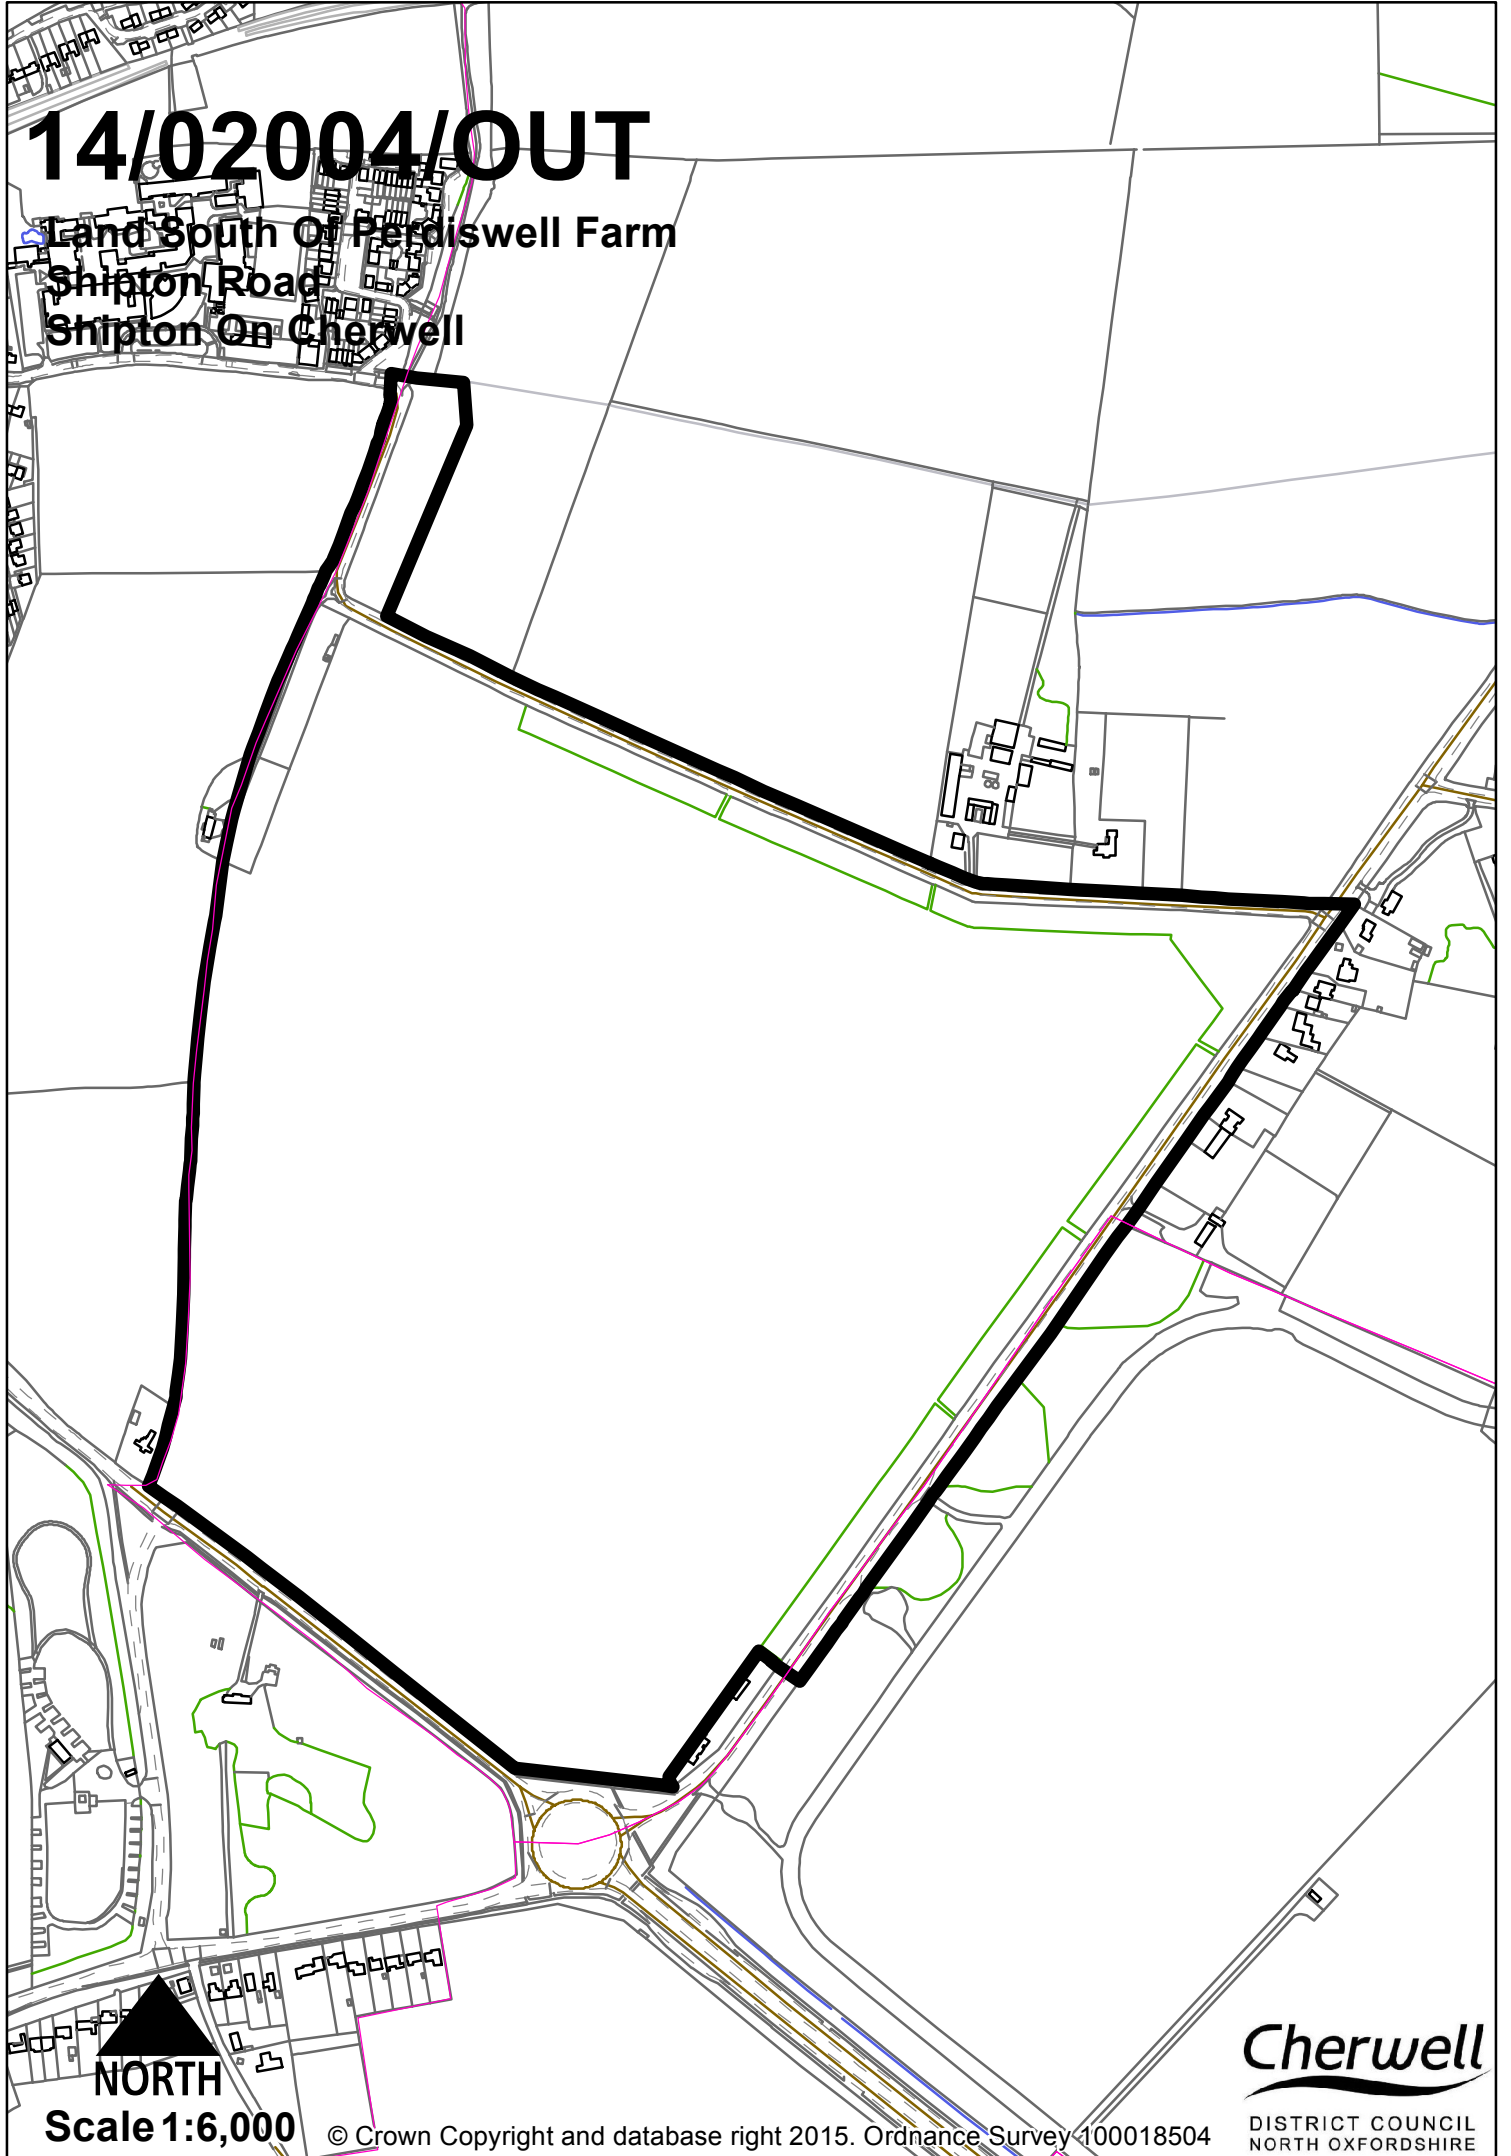 14/02004/OUT
Land South Of Perdiswell Farm
Shipton Road
Shipton On Cherwell
NORTH
Scale 1:6,000
© Crown Copyright and database right 2015. Ordnance Survey 100018504
Cherwell
DISTRICT COUNCIL
NORTH OXFORDSHIRE